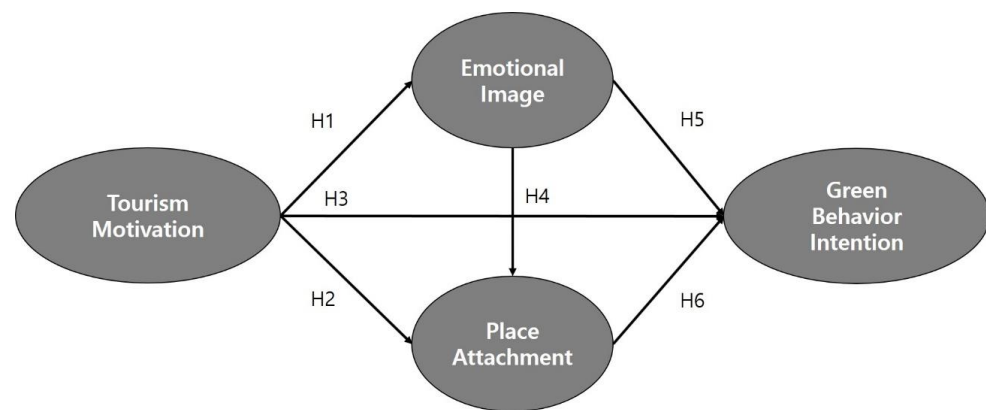 Emotional
Image
H1
H5
Tourism
Motivation
H3
H4
Green
Behavior
Intention
H2
H6
Place
Attachment